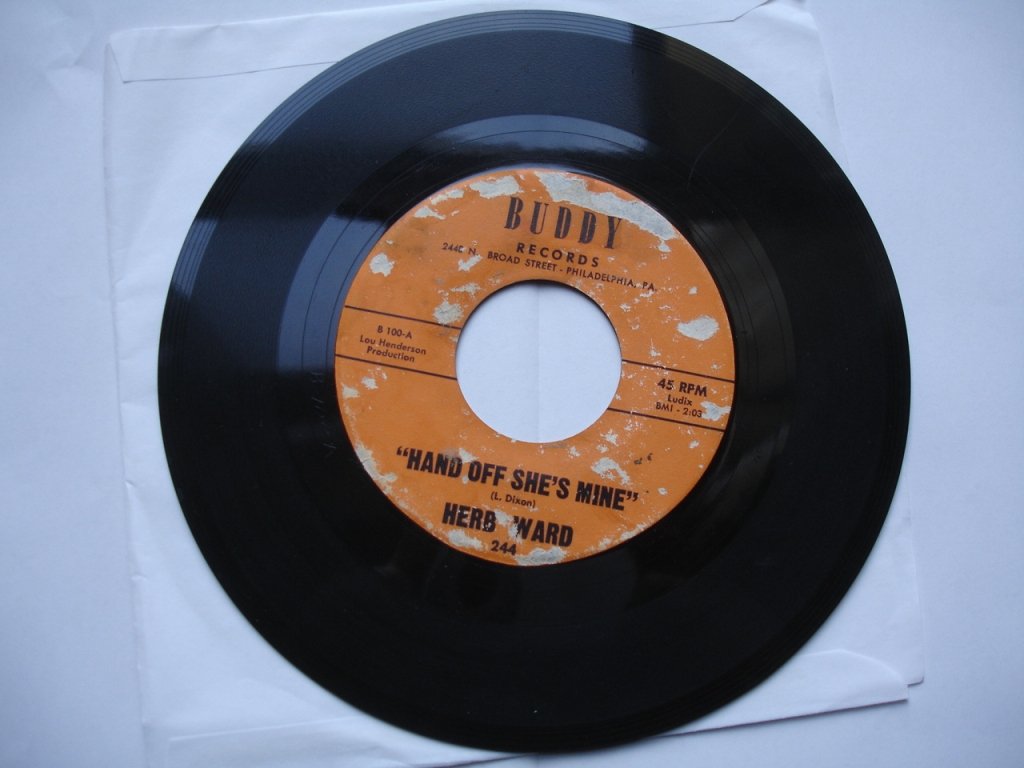 BUDDY
RECORDS
N. BROAD STREET - PHILADELPHIA, PA.
B 100-A
Lou Henderson
Production
45 RPM
Ludix
BMI - 2:03
"HAND OFF SHE'S MINE"
(L. Dixon)
HERB WARD
244